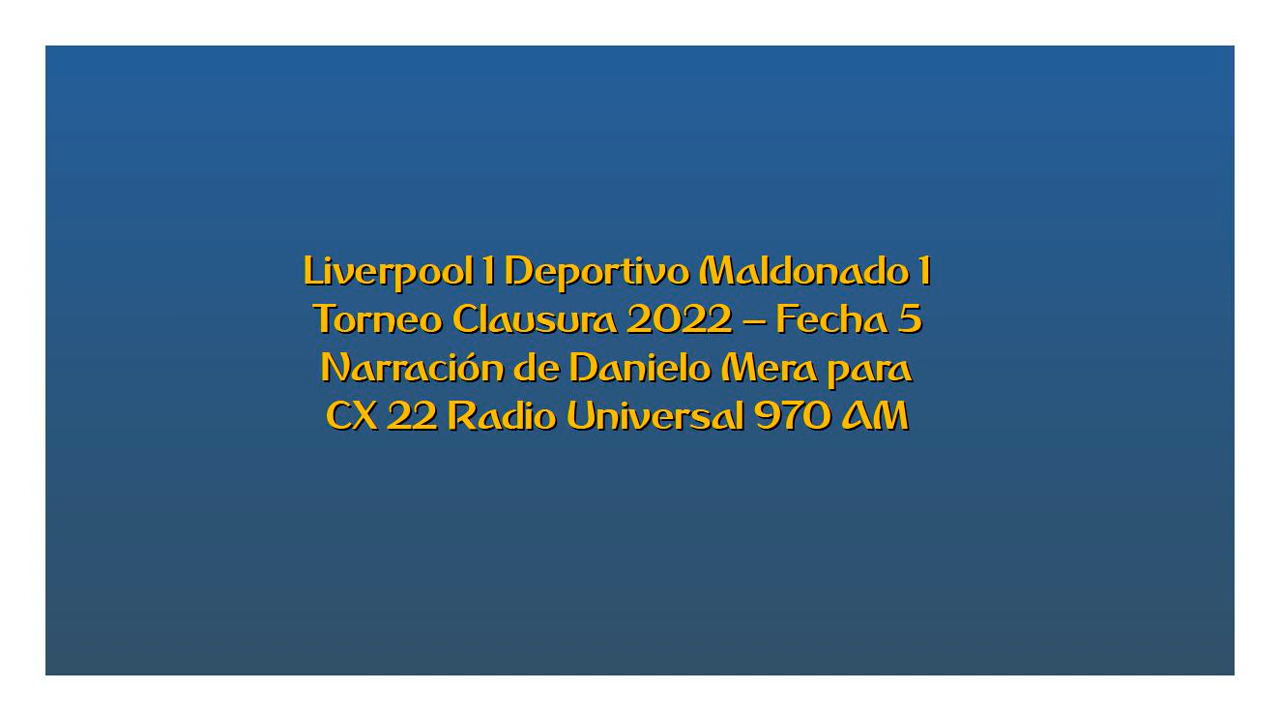 Liverpool 1 Deportivo Maldonado 1
Torneo Clausura 2022 – Fecha 5
Narración de Danielo Mera para
CX 22 Radio Universal 970 AM